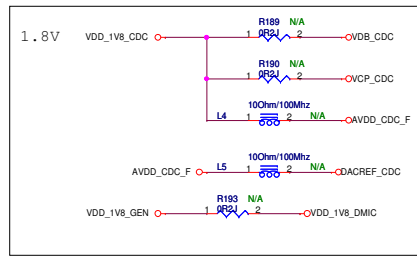 R189 N/A
1.8V VDD_1V8_CDC 1 0R2J 2 VDB_CDC
R190 N/A
1 0R2J 2 VCP_CDC
10Ohm/100Mhz
L4 1 2 N/A AVDD_CDC_F
10Ohm/100Mhz
AVDD_CDC_F L5 1 2 N/A DACREF_CDC
R193 N/A
VDD_1V8_GEN 1 0R2J 2 VDD_1V8_DMIC